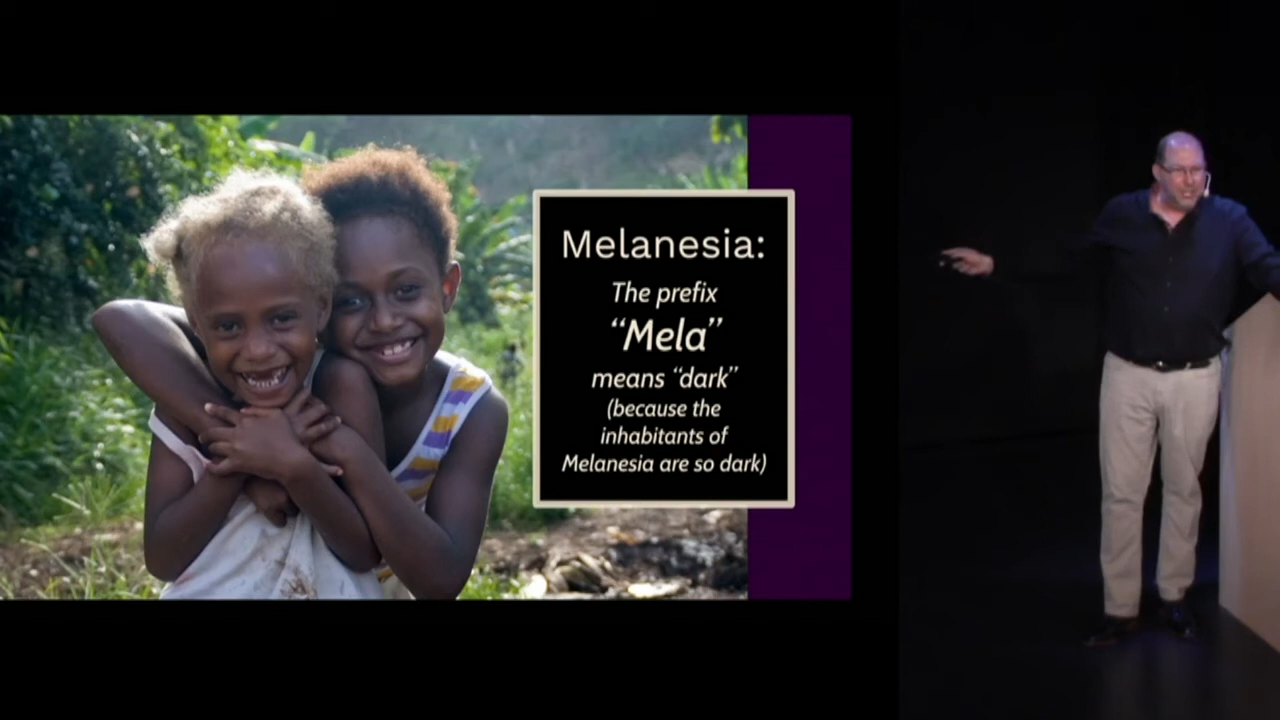 Melanesia:
The prefix
“Mela”
means “dark”
(because the
inhabitants of
Melanesia are so dark)